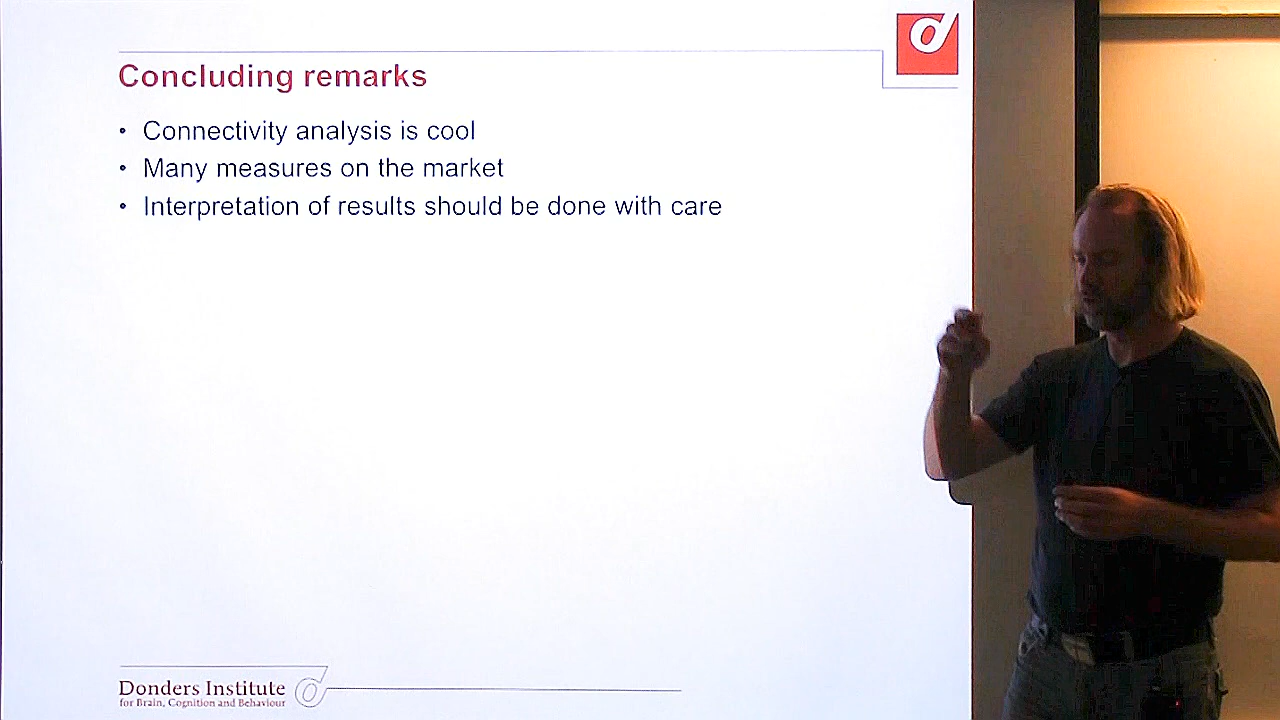 Concluding remarks
• Connectivity analysis is cool
• Many measures on the market
• Interpretation of results should be done with care
Donders Institute
for Brain, Cognition and Behaviour